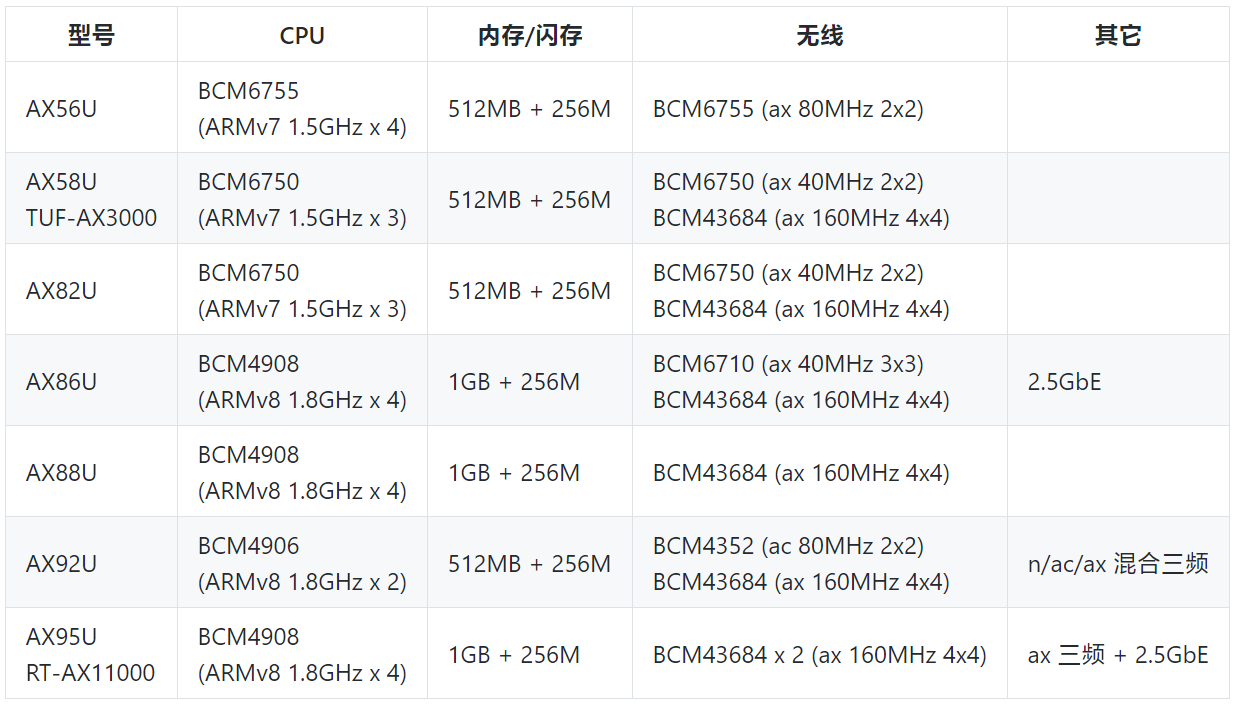 型号 CPU 内存/闪存 无线 其它
AX56U
BCM6755
(ARMv7 1.5GHz x 4)
512MB + 256M
BCM6755 (ax 80MHz 2x2)
AX58U
TUF-AX3000
BCM6750
(ARMv7 1.5GHz x 3)
512MB + 256M
BCM6750 (ax 40MHz 2x2)
BCM43684 (ax 160MHz 4x4)
AX82U
BCM6750
(ARMv7 1.5GHz x 3)
512MB + 256M
BCM6750 (ax 40MHz 2x2)
BCM43684 (ax 160MHz 4x4)
AX86U
BCM4908
(ARMv8 1.8GHz x 4)
1GB + 256M
BCM6710 (ax 40MHz 3x3)
BCM43684 (ax 160MHz 4x4)
2.5GbE
AX88U
BCM4908
(ARMv8 1.8GHz x 4)
1GB + 256M
BCM43684 (ax 160MHz 4x4)
AX92U
BCM4906
(ARMv8 1.8GHz x 2)
512MB + 256M
BCM4352 (ac 80MHz 2x2)
BCM43684 (ax 160MHz 4x4)
n/ac/ax 混合三频
AX95U
RT-AX11000
BCM4908
(ARMv8 1.8GHz x 4)
1GB + 256M
BCM43684 x 2 (ax 160MHz 4x4)
ax 三频 + 2.5GbE